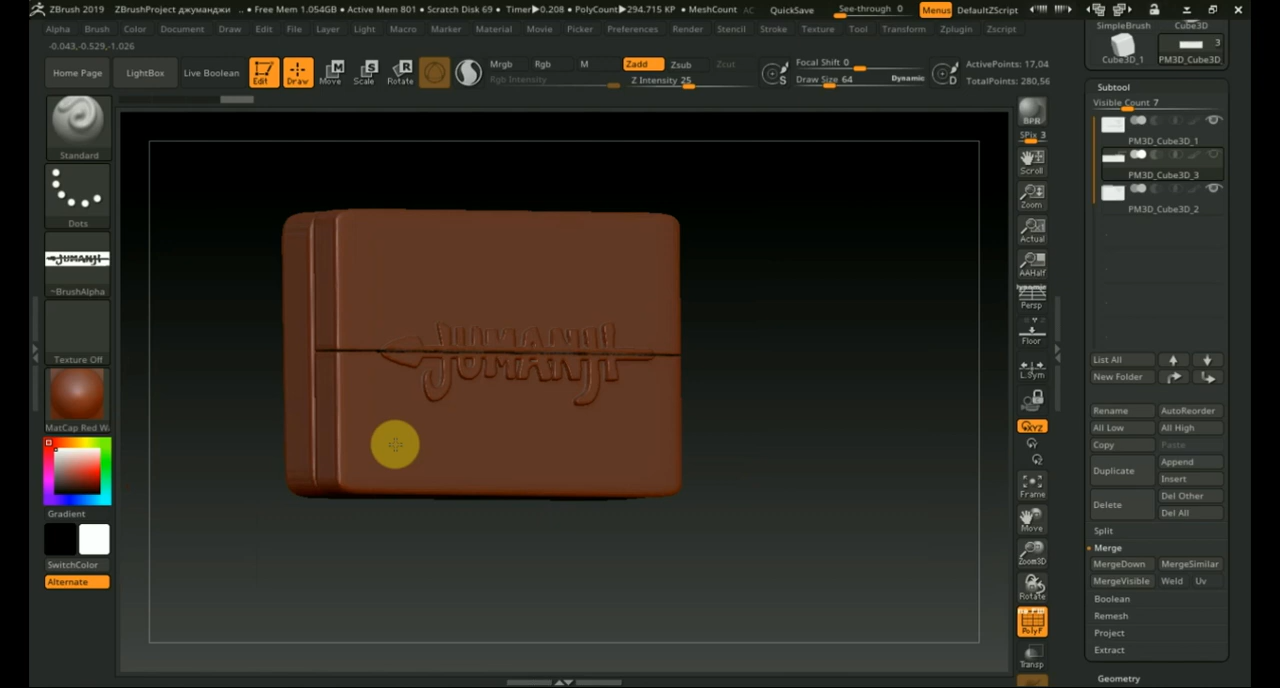 ZBrush 2019 ZBrushProject джуманджи .. • Free Mem 1.054GB • Active Mem 801 • Scratch Disk 69 • Timer▶0.208 • PolyCount▶294.715 KP • MeshCount AC QuickSave See-through 0 Menus DefaultZScript
Alpha Brush Color Document Draw Edit File Layer Light Macro Marker Material Movie Picker Preferences Render Stencil Stroke Texture Tool Transform Zplugin Zscript
-0.043,-0.529,-1.026
Home Page LightBox Live Boolean Edit Draw Move Scale Rotate
Mrgb Rgb M Zadd Zsub Zcut
Rgb Intensity Z Intensity 25
Focal Shift 0
Draw Size 64 Dynamic
S D
ActivePoints: 17,04
TotalPoints: 280,56
Standard
Dots
JUMANJI
~BrushAlpha
Texture Off
MatCap Red Wa
Gradient
SwitchColor
Alternate
JUMANJI
BPR
SPix 3
Scroll
Zoom
Actual
AAHalf
Dynamic
Persp
Floor
L.Sym
XYZ
Frame
Move
Zoom3D
Rotate
PolyF
Transp
SimpleBrush Cube3D
3
Cube3D_1 PM3D_Cube3D
Subtool
Visible Count 7
PM3D_Cube3D_1
PM3D_Cube3D_3
PM3D_Cube3D_2
List All
New Folder
Rename AutoReorder
All Low All High
Copy Paste
Duplicate Append
Insert
Delete Del Other
Del All
Split
Merge
MergeDown MergeSimilar
MergeVisible Weld Uv
Boolean
Remesh
Project
Extract
Geometry